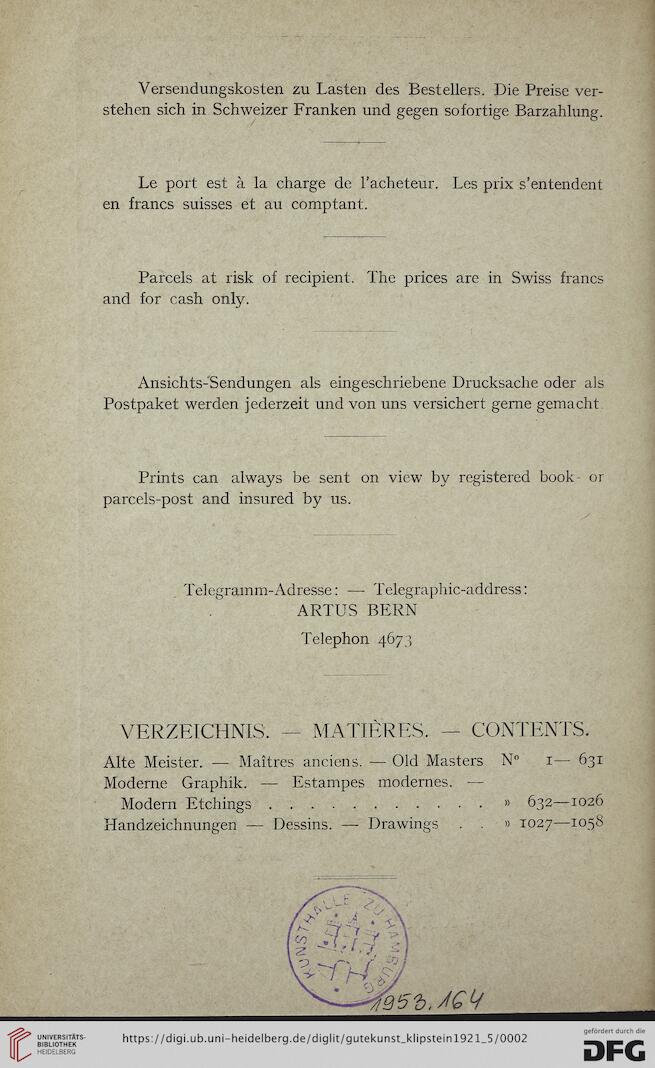 Versendungskosten zu Lasten des Bestellers. Die Preise ver-
stehen sich in Schweizer Franken und gegen sofortige Barzahlung.
Le port est à la charge de l'acheteur. Les prix s'entendent
en francs suisses et au comptant.
Parcels at risk of recipient. The prices are in Swiss francs
and for cash only.
Ansichts-Sendungen als eingeschriebene Drucksache oder als
Postpaket werden jederzeit und von uns versichert gerne gemacht
Prints can always be sent on view by registered book- or
parcels-post and insured by us.
Telegramm-Adresse: — Telegraphic-address:
ARTUS BERN
Telephon 4673
VERZEICHNIS. — MATIÈRES. — CONTENTS.
Alte Meister. — Maîtres anciens. — Old Masters N° 1— 631
Moderne Graphik. — Estampes modernes. —
Modern Etchings . . . . . . . . . . . » 632—1026
Handzeichnungen — Dessins. — Drawings . . » 1027—1058
KUNSTHALLE ZU HAMBURG
1953.164
UNIVERSITÄTS-
BIBLIOTHEK
HEIDELBERG
https://digi.ub.uni-heidelberg.de/diglit/gutekunst_klipstein1921_5/0002
gefördert durch die
DFG